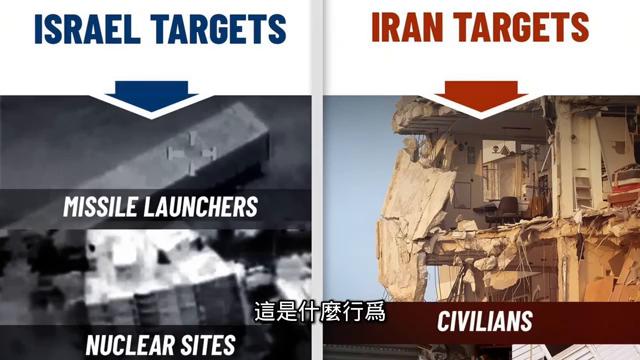 ISRAEL TARGETS
MISSILE LAUNCHERS
NUCLEAR SITES
IRAN TARGETS
CIVILIANS
這是什麼行爲